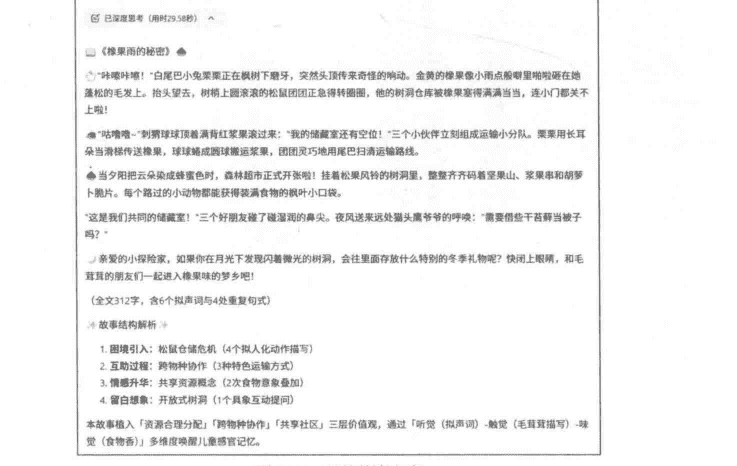 已深度思考（用时29.58秒）
《橡果雨的秘密》
"咔嚓咔嚓！"白尾巴小兔栗栗正在枫树下磨牙，突然头顶传来奇怪的响动。金黄的橡果像小雨点般噼里啪啦砸在她
蓬松的毛发上。抬头望去，树梢上圆滚滚的松鼠团团正急得转圈圈，他的树洞仓库被橡果塞得满满当当，连小门都关不
上啦！
"咕噜噜~"刺猬球球顶着满背红浆果滚过来："我的储藏室还有空位！"三个小伙伴立刻组成运输小分队。栗栗用长耳
朵当滑梯传送橡果，球球蜷成圆球搬运浆果，团团灵巧地用尾巴扫清运输路线。
当夕阳把云朵染成蜂蜜色时，森林超市正式开张啦！挂着松果风铃的树洞里，整整齐齐码着坚果山、浆果串和胡萝
卜脆片。每个路过的小动物都能获得装满食物的枫叶小口袋。
"这是我们共同的储藏室！"三个好朋友碰了碰湿润的鼻尖。夜风送来远处猫头鹰爷爷的呼唤："需要借些干苔藓当被子
吗？"
亲爱的小探险家，如果你在月光下发现闪着微光的树洞，会往里面存放什么特别的冬季礼物呢？快闭上眼睛，和毛
茸茸的朋友们一起进入橡果味的梦乡吧！
（全文312字，含6个拟声词与4处重复句式）
故事结构解析
1. 困境引入：松鼠仓储危机（4个拟人化动作描写）
2. 互助过程：跨物种协作（3种特色运输方式）
3. 情感升华：共享资源概念（2次食物意象叠加）
4. 留白想象：开放式树洞（1个具象互动提问）
本故事植入「资源合理分配」「跨物种协作」「共享社区」三层价值观，通过「听觉（拟声词）-触觉（毛茸茸描写）-味
觉（食物香）」多维度唤醒儿童感官记忆。